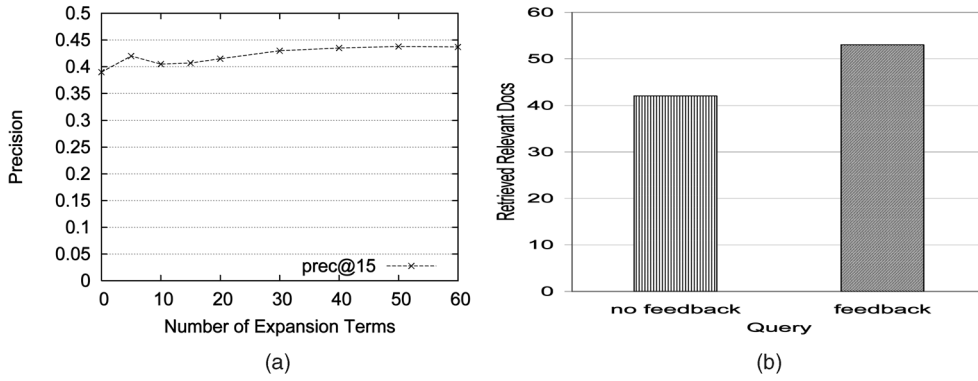 0.5
0.45
0.4
0.35
0.3
0.25
0.2
0.15
0.1
0.05
0
Precision
prec@15
0 10 20 30 40 50 60
Number of Expansion Terms
(a)
60
50
40
30
20
10
0
Retrieved Relevant Docs
no feedback feedback
Query
(b)